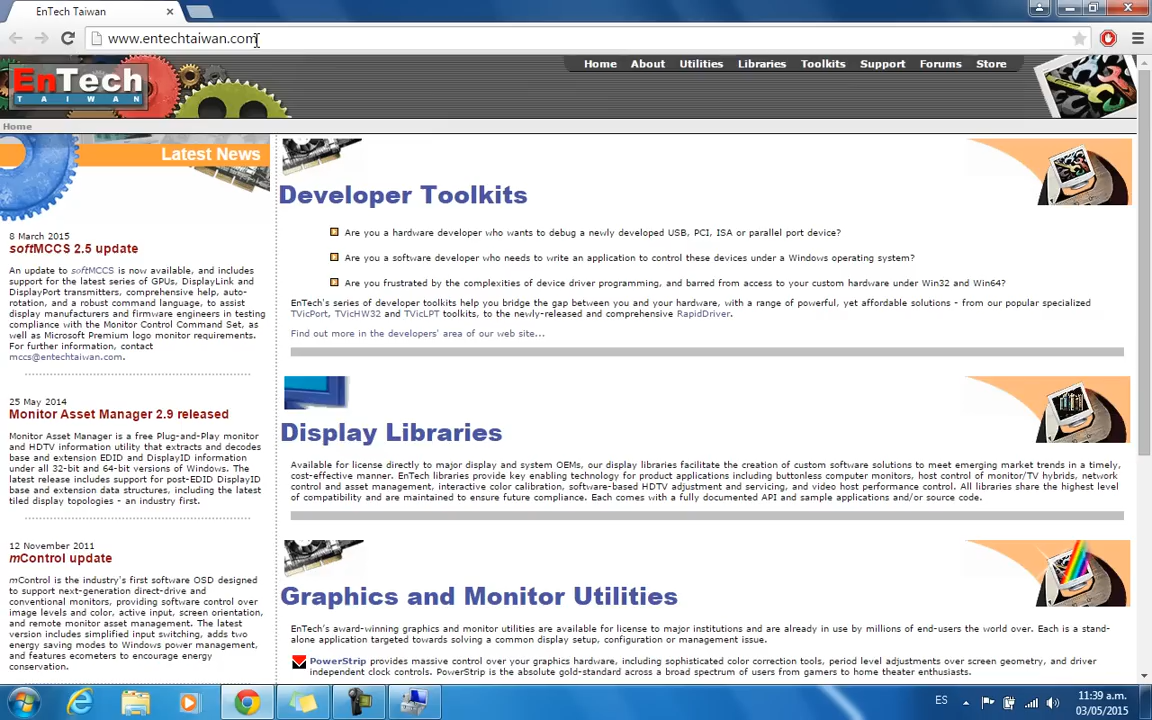 EnTech Taiwan
www.entechtaiwan.com
EnTech
TAIWAN
Home About Utilities Libraries Toolkits Support Forums Store
Home
Latest News
8 March 2015
softMCCS 2.5 update
An update to softMCCS is now available, and includes
support for the latest series of GPUs, DisplayLink and
DisplayPort transmitters, comprehensive help, auto-
rotation, and a robust command language, to assist
display manufacturers and firmware engineers in testing
compliance with the Monitor Control Command Set, as
well as Microsoft Premium logo monitor requirements.
For further information, contact
mccs@entechtaiwan.com.
25 May 2014
Monitor Asset Manager 2.9 released
Monitor Asset Manager is a free Plug-and-Play monitor
and HDTV information utility that extracts and decodes
base and extension EDID and DisplayID information
under all 32-bit and 64-bit versions of Windows. The
latest release includes support for post-EDID DisplayID
base and extension data structures, including the latest
tiled display topologies - an industry first.
12 November 2011
mControl update
mControl is the industry's first software OSD designed
to support next-generation direct-drive and
conventional monitors, providing software control over
image levels and color, active input, screen orientation,
and remote monitor asset management. The latest
version includes simplified input switching, adds two
energy saving modes to Windows power management,
and features ecometers to encourage energy
conservation.
Developer Toolkits
Are you a hardware developer who wants to debug a newly developed USB, PCI, ISA or parallel port device?
Are you a software developer who needs to write an application to control these devices under a Windows operating system?
Are you frustrated by the complexities of device driver programming, and barred from access to your custom hardware under Win32 and Win64?
EnTech's series of developer toolkits help you bridge the gap between you and your hardware, with a range of powerful, yet affordable solutions - from our popular specialized
TVicPort, TVicHW32 and TVicLPT toolkits, to the newly-released and comprehensive RapidDriver.
Find out more in the developers' area of our web site...
Display Libraries
Available for license directly to major display and system OEMs, our display libraries facilitate the creation of custom software solutions to meet emerging market trends in a timely,
cost-effective manner. EnTech libraries provide key enabling technology for product applications including buttonless computer monitors, host control of monitor/TV hybrids, network
control and asset management, interactive color calibration, software-based HDTV adjustment and servicing, and video host performance control. All libraries share the highest level
of compatibility and are maintained to ensure future compliance. Each comes with a fully documented API and sample applications and/or source code.
Graphics and Monitor Utilities
EnTech's award-winning graphics and monitor utilities are available for license to major institutions and are already in use by millions of end-users the world over. Each is a stand-
alone application targeted towards solving a common display setup, configuration or management issue.
PowerStrip provides massive control over your graphics hardware, including sophisticated color correction tools, period level adjustments over screen geometry, and driver
independent clock controls. PowerStrip is the absolute gold-standard across a broad spectrum of users from gamers to home theater enthusiasts.
ES
11:39 a.m.
03/05/2015